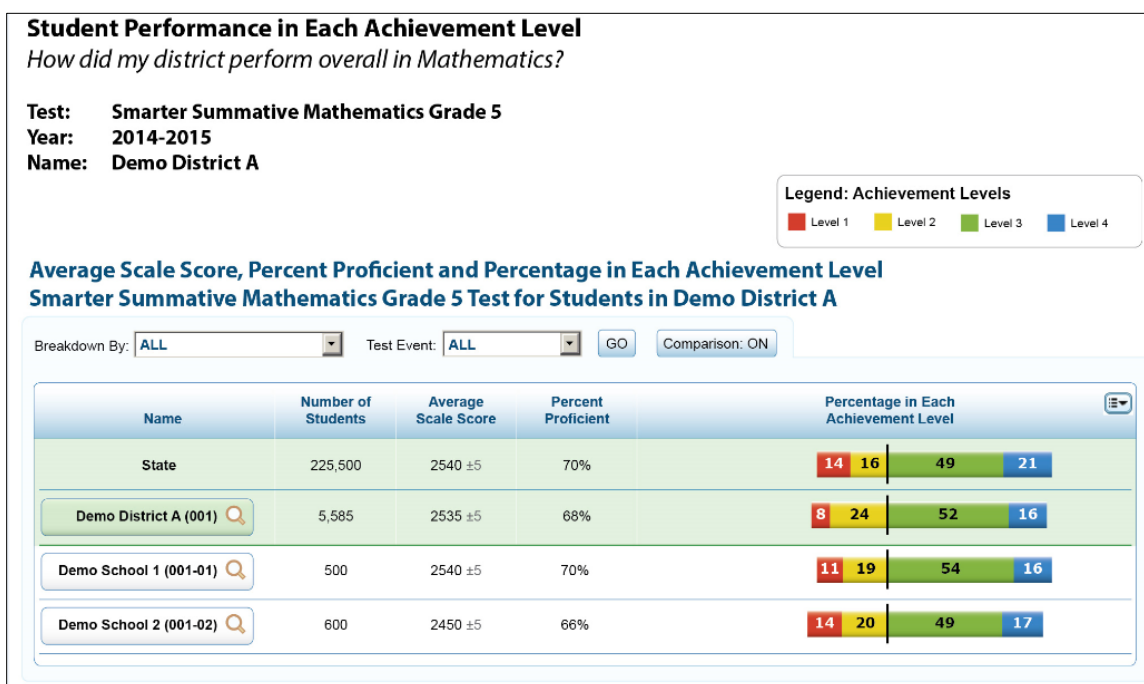 Student Performance in Each Achievement Level
How did my district perform overall in Mathematics?
Test: Smarter Summative Mathematics Grade 5
Year: 2014-2015
Name: Demo District A
Legend: Achievement Levels
Level 1 Level 2 Level 3 Level 4
Average Scale Score, Percent Proficient and Percentage in Each Achievement Level
Smarter Summative Mathematics Grade 5 Test for Students in Demo District A
Breakdown By: ALL Test Event: ALL GO Comparison: ON
Name Number of Students Average Scale Score Percent Proficient Percentage in Each Achievement Level
State 225,500 2540 ±5 70% 14 16 49 21
Demo District A (001) 5,585 2535 ±5 68% 8 24 52 16
Demo School 1 (001-01) 500 2540 ±5 70% 11 19 54 16
Demo School 2 (001-02) 600 2450 ±5 66% 14 20 49 17